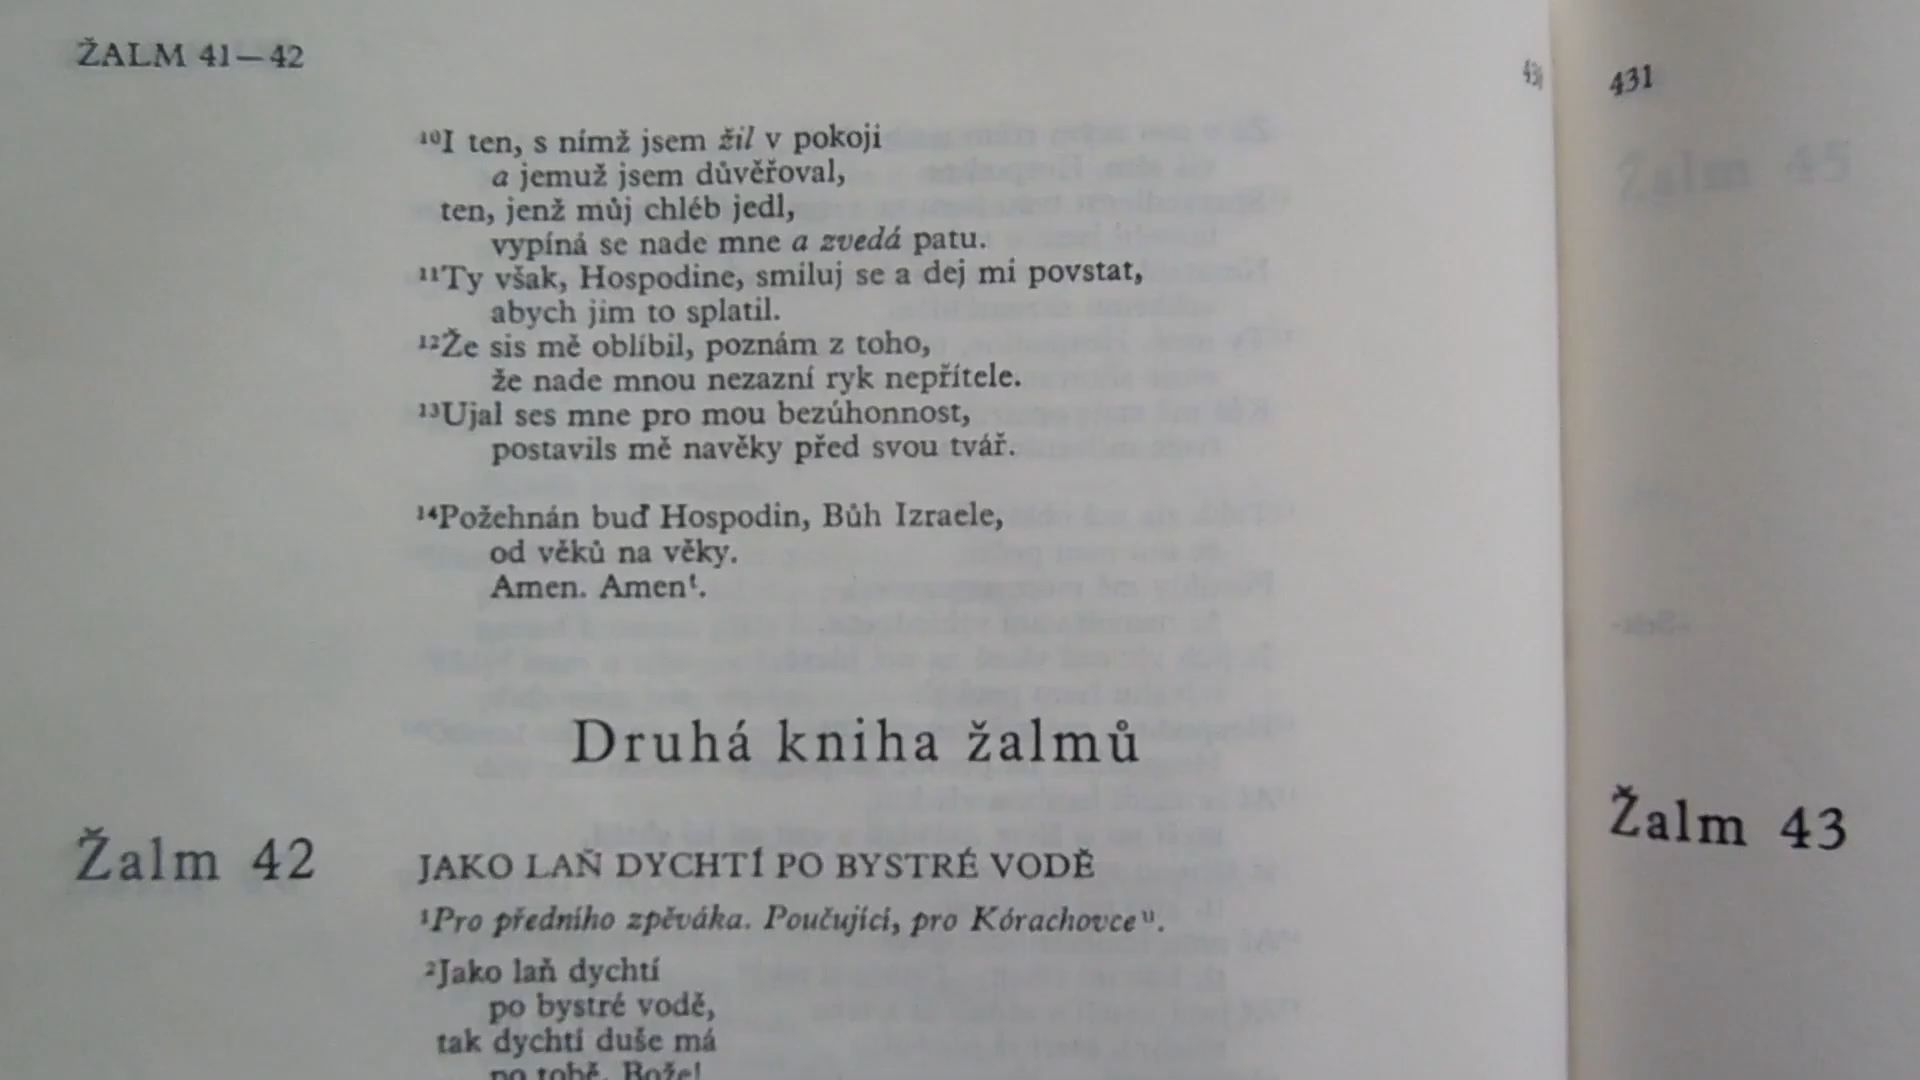 ŽALM 41—42
¹⁰I ten, s nímž jsem žil v pokoji
a jemuž jsem důvěřoval,
ten, jenž můj chléb jedl,
vypíná se nade mne a zvedá patu.
¹¹Ty však, Hospodine, smiluj se a dej mi povstat,
abych jim to splatil.
¹²Že sis mě oblíbil, poznám z toho,
že nade mnou nezazní ryk nepřítele.
¹³Ujal ses mne pro mou bezúhonnost,
postavils mě navěky před svou tvář.
¹⁴Požehnán buď Hospodin, Bůh Izraele,
od věků na věky.
Amen. Amenᵗ.
Druhá kniha žalmů
Žalm 42
JAKO LAŇ DYCHTÍ PO BYSTRÉ VODĚ
¹Pro předního zpěváka. Poučující, pro Kórachovceᵘ.
²Jako laň dychtí
po bystré vodě,
tak dychtí duše má
po tobě, Bože!
431
Žalm 43